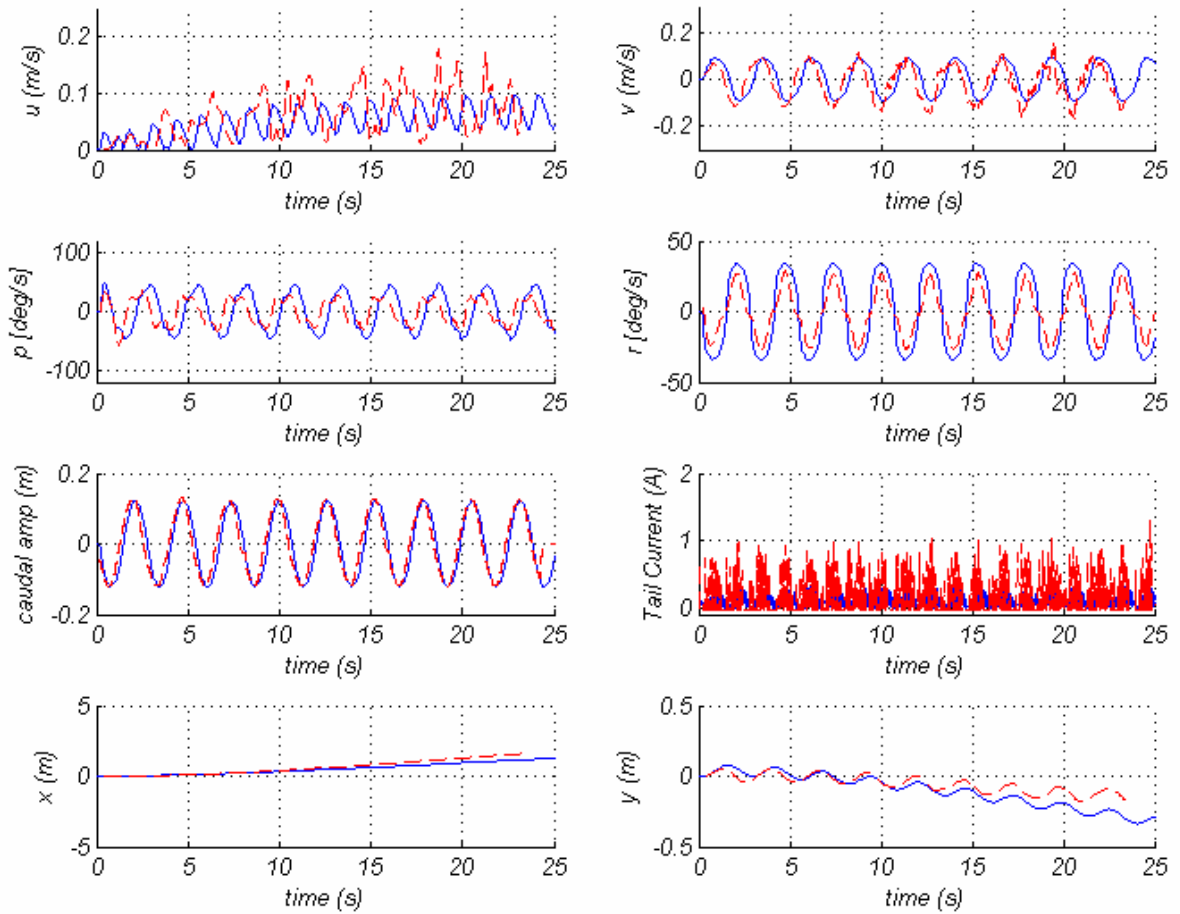 0.2
0.1
0
u (m/s)
0 5 10 15 20 25
time (s)
0.2
0
-0.2
v (m/s)
0 5 10 15 20 25
time (s)
100
0
-100
p [deg/s]
0 5 10 15 20 25
time (s)
50
0
-50
r [deg/s]
0 5 10 15 20 25
time (s)
0.2
0
-0.2
caudal amp (m)
0 5 10 15 20 25
time (s)
2
1
0
Tail Current (A)
0 5 10 15 20 25
time (s)
5
0
-5
x (m)
0 5 10 15 20 25
time (s)
0.5
0
-0.5
y (m)
0 5 10 15 20 25
time (s)